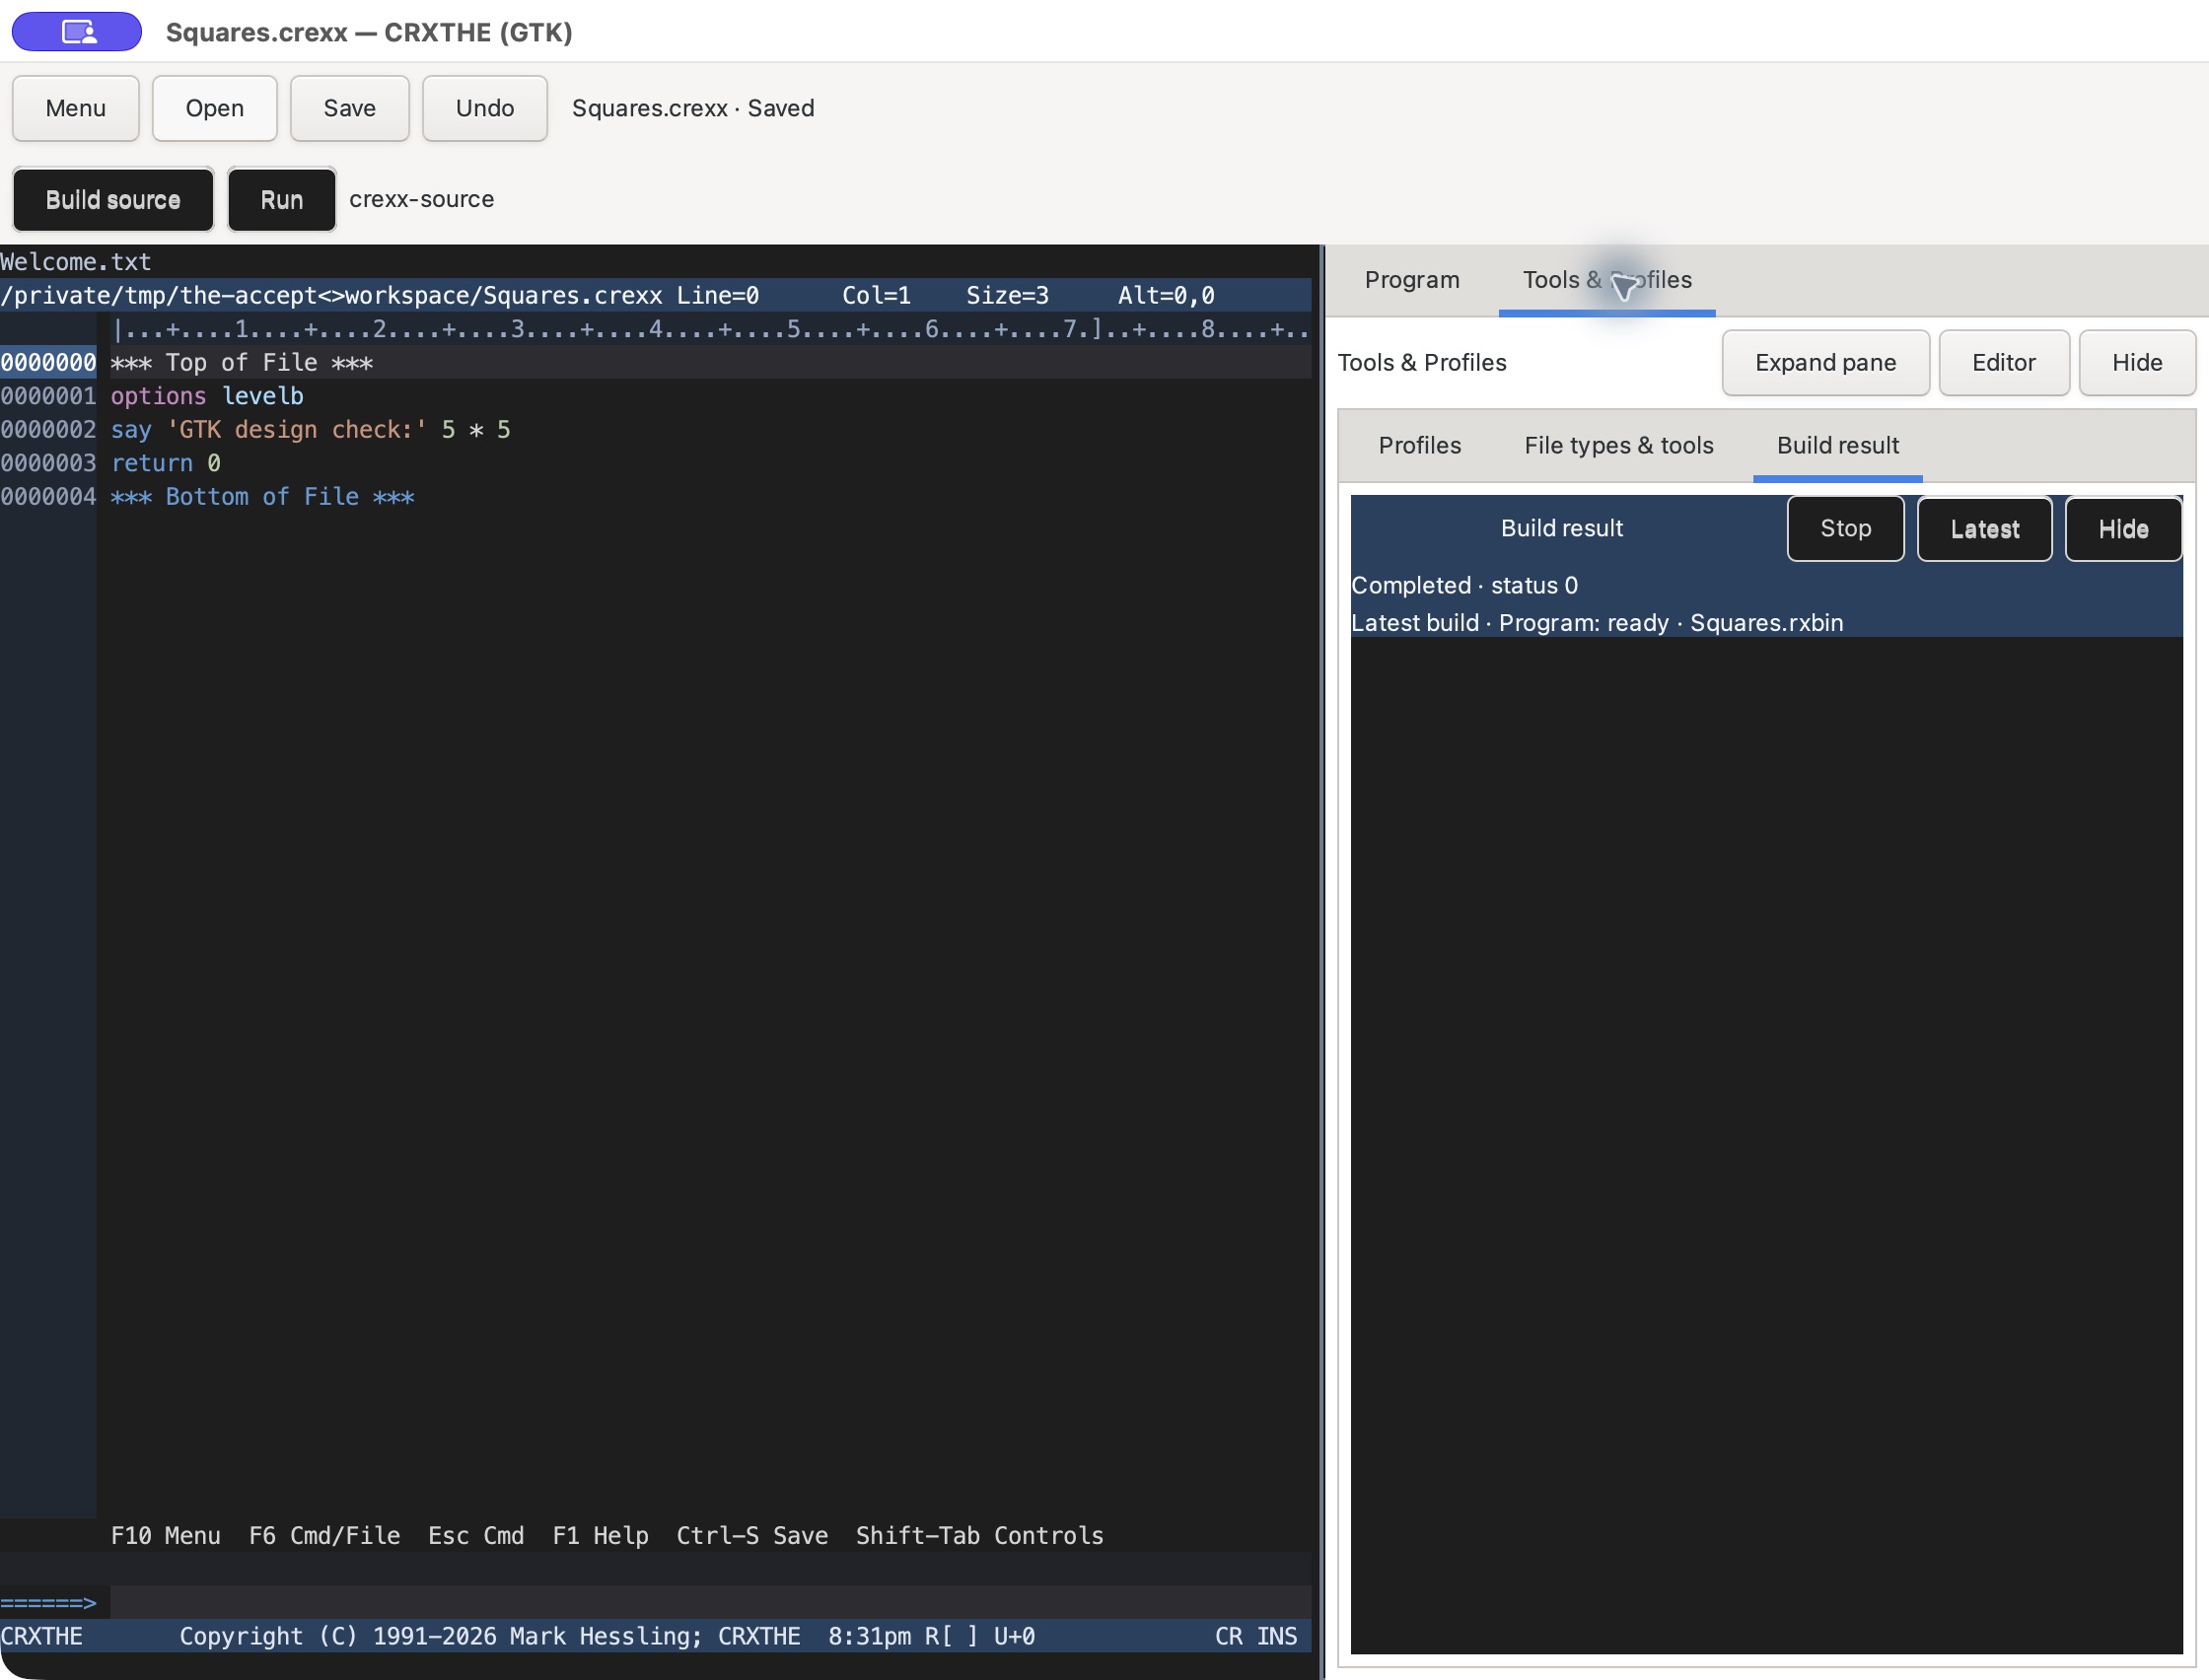 Squares.crexx — CRXTHE (GTK)
Menu Open Save Undo Squares.crexx · Saved
Build source Run crexx-source
Welcome.txt
/private/tmp/the-accept<>workspace/Squares.crexx Line=0 Col=1 Size=3 Alt=0,0
|...+....1....+....2....+....3....+....4....+....5....+....6....+....7.]..+....8....+..
0000000 *** Top of File ***
0000001 options levelb
0000002 say 'GTK design check:' 5 * 5
0000003 return 0
0000004 *** Bottom of File ***
F10 Menu F6 Cmd/File Esc Cmd F1 Help Ctrl-S Save Shift-Tab Controls
======>
CRXTHE Copyright (C) 1991-2026 Mark Hessling; CRXTHE 8:31pm R[ ] U+0 CR INS
Program Tools & Profiles
Tools & Profiles Expand pane Editor Hide
Profiles File types & tools Build result
Build result Stop Latest Hide
Completed · status 0
Latest build · Program: ready · Squares.rxbin